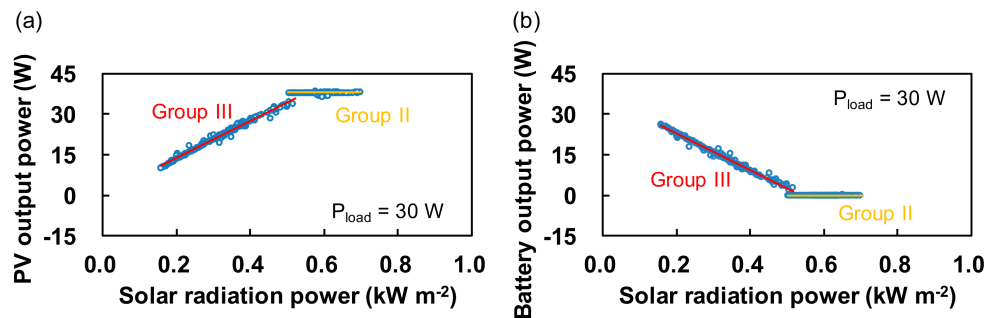 (a)
PV output power (W)
45
30
15
0
-15
Group III
Group II
P_load = 30 W
0.0 0.2 0.4 0.6 0.8 1.0
Solar radiation power (kW m⁻²)
(b)
Battery output power (W)
45
30
15
0
-15
P_load = 30 W
Group III
Group II
0.0 0.2 0.4 0.6 0.8 1.0
Solar radiation power (kW m⁻²)